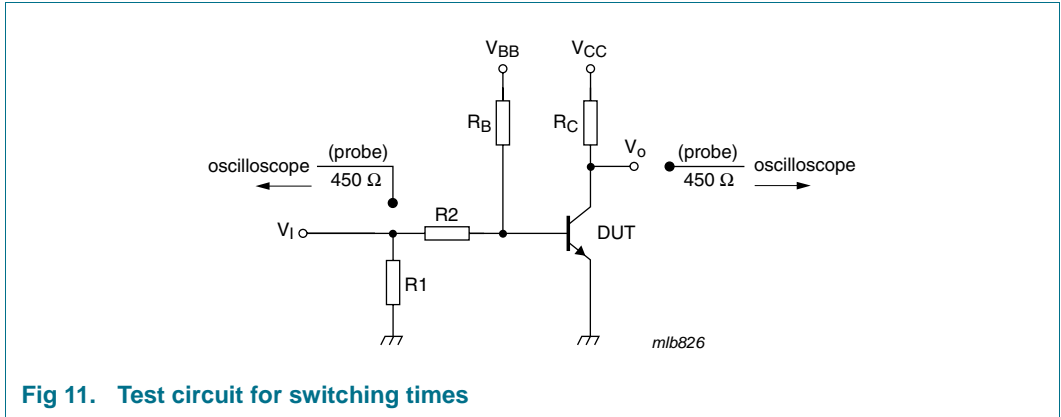 VBB
VCC
RB
RC
Vo
(probe)
450 Ω
oscilloscope
(probe)
450 Ω
oscilloscope
R2
VI
DUT
R1
mlb826
Fig 11. Test circuit for switching times